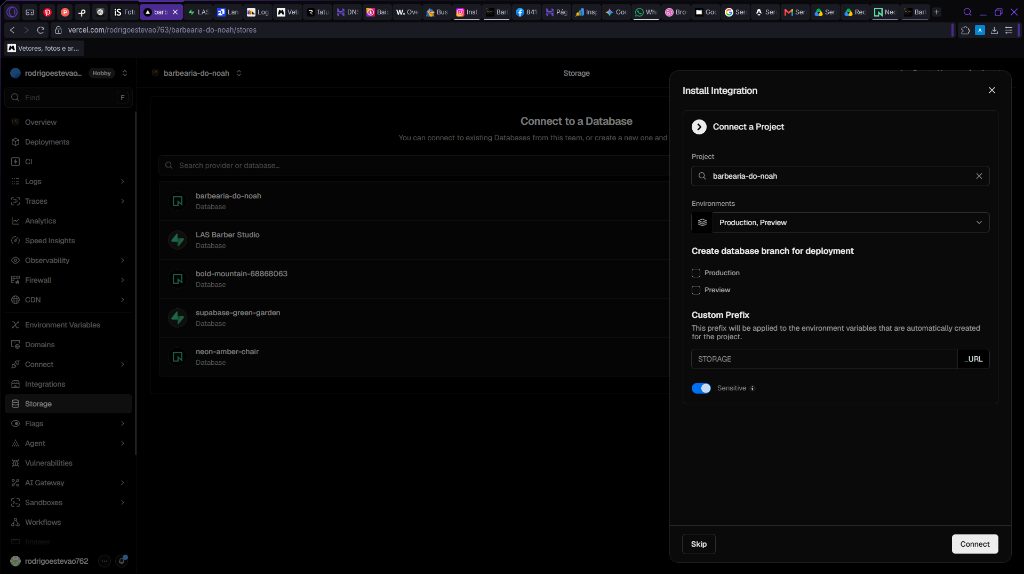 vercel.com/rodrigoestevao763/barbearia-do-noah/stores
Vetores, fotos e ar...
rodrigoestevao...
Hobby
barbearia-do-noah
Storage
Find
F
Overview
Deployments
CI
Logs
Traces
Analytics
Speed Insights
Observability
Firewall
CDN
Environment Variables
Domains
Connect
Integrations
Storage
Flags
Agent
Vulnerabilities
AI Gateway
Sandboxes
Workflows
rodrigoestevao762
Connect to a Database
You can connect to existing Databases from this team, or create a new one and
Search provider or database...
barbearia-do-noah
Database
LAS Barber Studio
Database
bold-mountain-68868063
Database
supabase-green-garden
Database
neon-amber-chair
Database
Install Integration
Connect a Project
Project
barbearia-do-noah
Environments
Production, Preview
Create database branch for deployment
Production
Preview
Custom Prefix
This prefix will be applied to the environment variables that are automatically created
for the project.
STORAGE
_URL
Sensitive
Skip
Connect